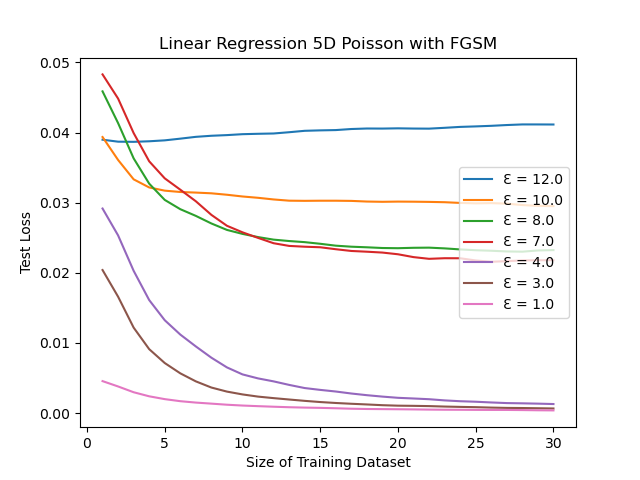 Linear Regression 5D Poisson with FGSM
0.05
0.04
0.03
0.02
0.01
0.00
Test Loss
Ɛ = 12.0
Ɛ = 10.0
Ɛ = 8.0
Ɛ = 7.0
Ɛ = 4.0
Ɛ = 3.0
Ɛ = 1.0
0 5 10 15 20 25 30
Size of Training Dataset